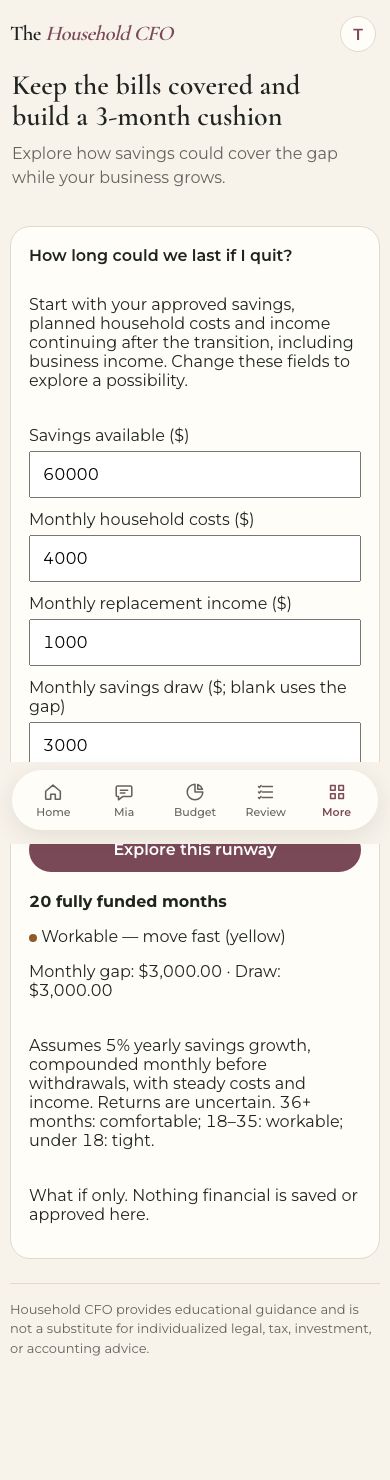 The Household CFO
T
Keep the bills covered and
build a 3-month cushion
Explore how savings could cover the gap
while your business grows.
How long could we last if I quit?
Start with your approved savings,
planned household costs and income
continuing after the transition, including
business income. Change these fields to
explore a possibility.
Savings available ($)
60000
Monthly household costs ($)
4000
Monthly replacement income ($)
1000
Monthly savings draw ($; blank uses the
gap)
3000
Home
Mia
Budget
Review
More
Explore this runway
20 fully funded months
Workable — move fast (yellow)
Monthly gap: $3,000.00 · Draw:
$3,000.00
Assumes 5% yearly savings growth,
compounded monthly before
withdrawals, with steady costs and
income. Returns are uncertain. 36+
months: comfortable; 18–35: workable;
under 18: tight.
What if only. Nothing financial is saved or
approved here.
Household CFO provides educational guidance and is
not a substitute for individualized legal, tax, investment,
or accounting advice.